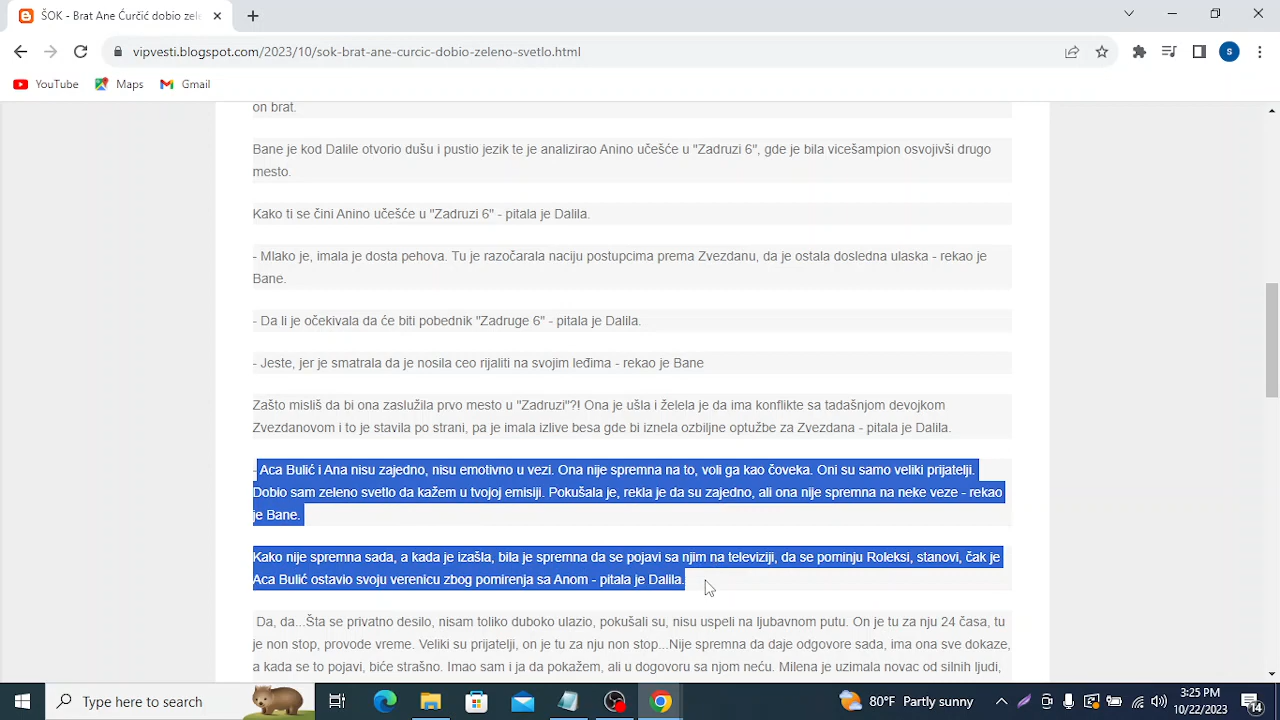 ŠOK - Brat Ane Ćurčić dobio zele
vipvesti.blogspot.com/2023/10/sok-brat-ane-curcic-dobio-zeleno-svetlo.html
S
YouTube
Maps
Gmail
on brat.
Bane je kod Dalile otvorio dušu i pustio jezik te je analizirao Anino učešće u "Zadruzi 6", gde je bila vicešampion osvojivši drugo
mesto.
Kako ti se čini Anino učešće u "Zadruzi 6" - pitala je Dalila.
- Mlako je, imala je dosta pehova. Tu je razočarala naciju postupcima prema Zvezdanu, da je ostala dosledna ulaska - rekao je
Bane.
- Da li je očekivala da će biti pobednik "Zadruge 6" - pitala je Dalila.
- Jeste, jer je smatrala da je nosila ceo rijaliti na svojim leđima - rekao je Bane
Zašto misliš da bi ona zaslužila prvo mesto u "Zadruzi"?! Ona je ušla i želela je da ima konflikte sa tadašnjom devojkom
Zvezdanovom i to je stavila po strani, pa je imala izlive besa gde bi iznela ozbiljne optužbe za Zvezdana - pitala je Dalila.
- Aca Bulić i Ana nisu zajedno, nisu emotivno u vezi. Ona nije spremna na to, voli ga kao čoveka. Oni su samo veliki prijatelji.
Dobio sam zeleno svetlo da kažem u tvojoj emisiji. Pokušala je, rekla je da su zajedno, ali ona nije spremna na neke veze - rekao
je Bane.
Kako nije spremna sada, a kada je izašla, bila je spremna da se pojavi sa njim na televiziji, da se pominju Roleksi, stanovi, čak je
Aca Bulić ostavio svoju verenicu zbog pomirenja sa Anom - pitala je Dalila.
Da, da...Šta se privatno desilo, nisam toliko duboko ulazio, pokušali su, nisu uspeli na ljubavnom putu. On je tu za nju 24 časa, tu
je non stop, provode vreme. Veliki su prijatelji, on je tu za nju non stop...Nije spremna da daje odgovore sada, ima ona sve dokaze,
a kada se to pojavi, biće strašno. Imao sam i ja da pokažem, ali u dogovoru sa njom neću. Milena je uzimala novac od silnih ljudi,
Type here to search
80°F Partly sunny
3:25 PM
10/22/2023
14